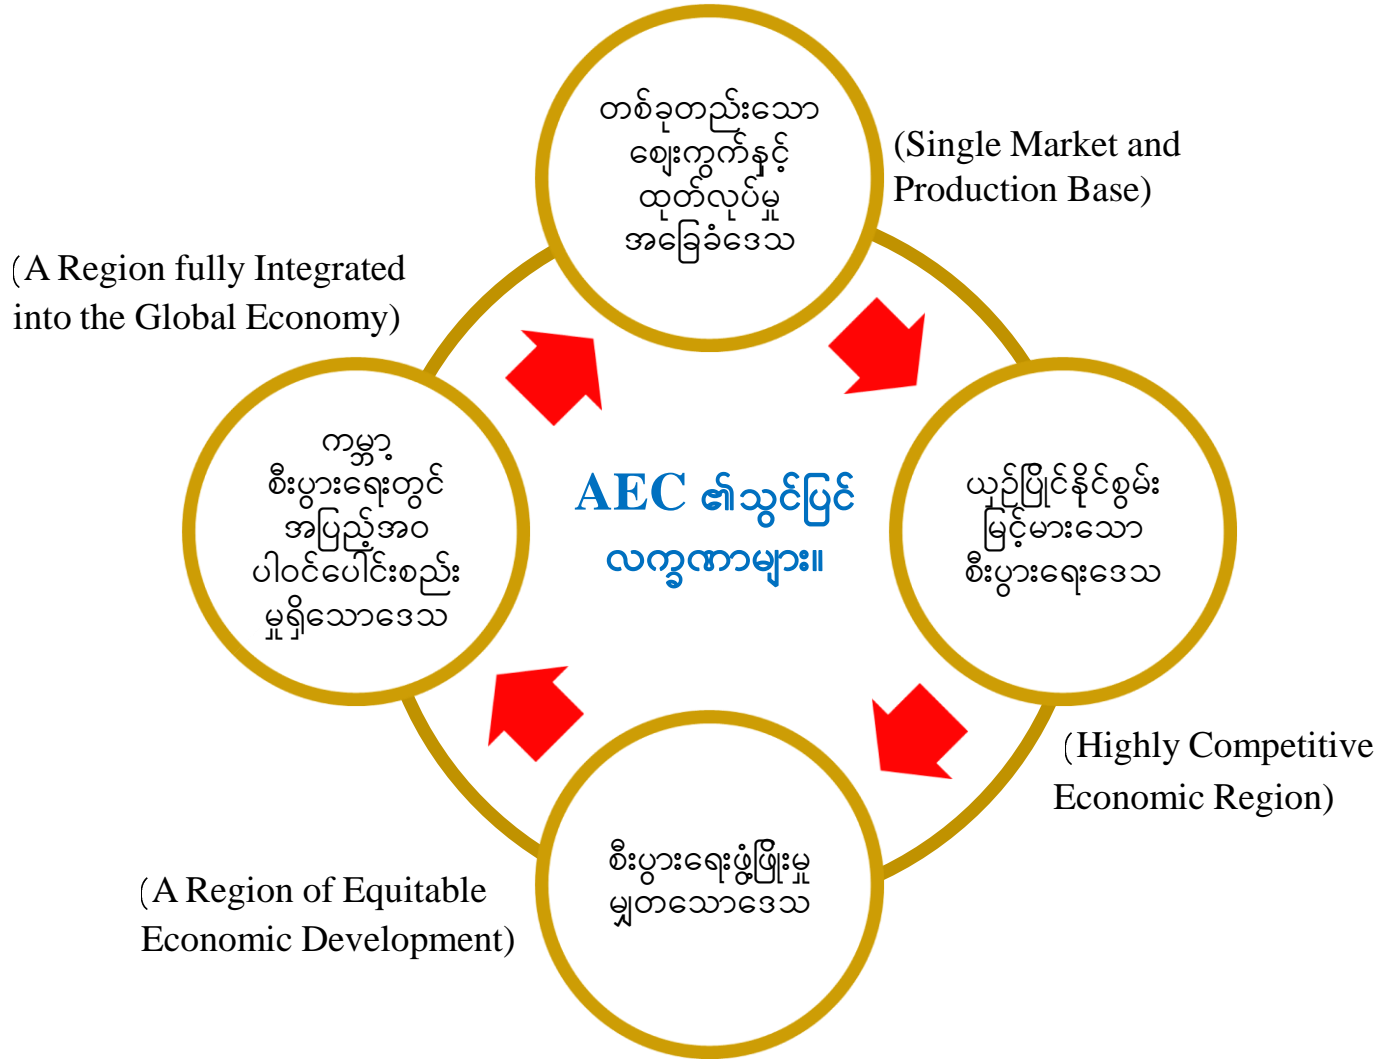 တစ်ခုတည်းသော
ဈေးကွက်နှင့်
ထုတ်လုပ်မှု
အခြေခံဒေသ
(Single Market and
Production Base)
(A Region fully Integrated
into the Global Economy)
ကမ္ဘာ့
စီးပွားရေးတွင်
အပြည့်အဝ
ပါဝင်ပေါင်းစည်း
မှုရှိသောဒေသ
AEC ၏သွင်ပြင်
လက္ခဏာများ။
ယှဉ်ပြိုင်နိုင်စွမ်း
မြင့်မားသော
စီးပွားရေးဒေသ
(Highly Competitive
Economic Region)
စီးပွားရေးဖွံ့ဖြိုးမှု
မျှတသောဒေသ
(A Region of Equitable
Economic Development)